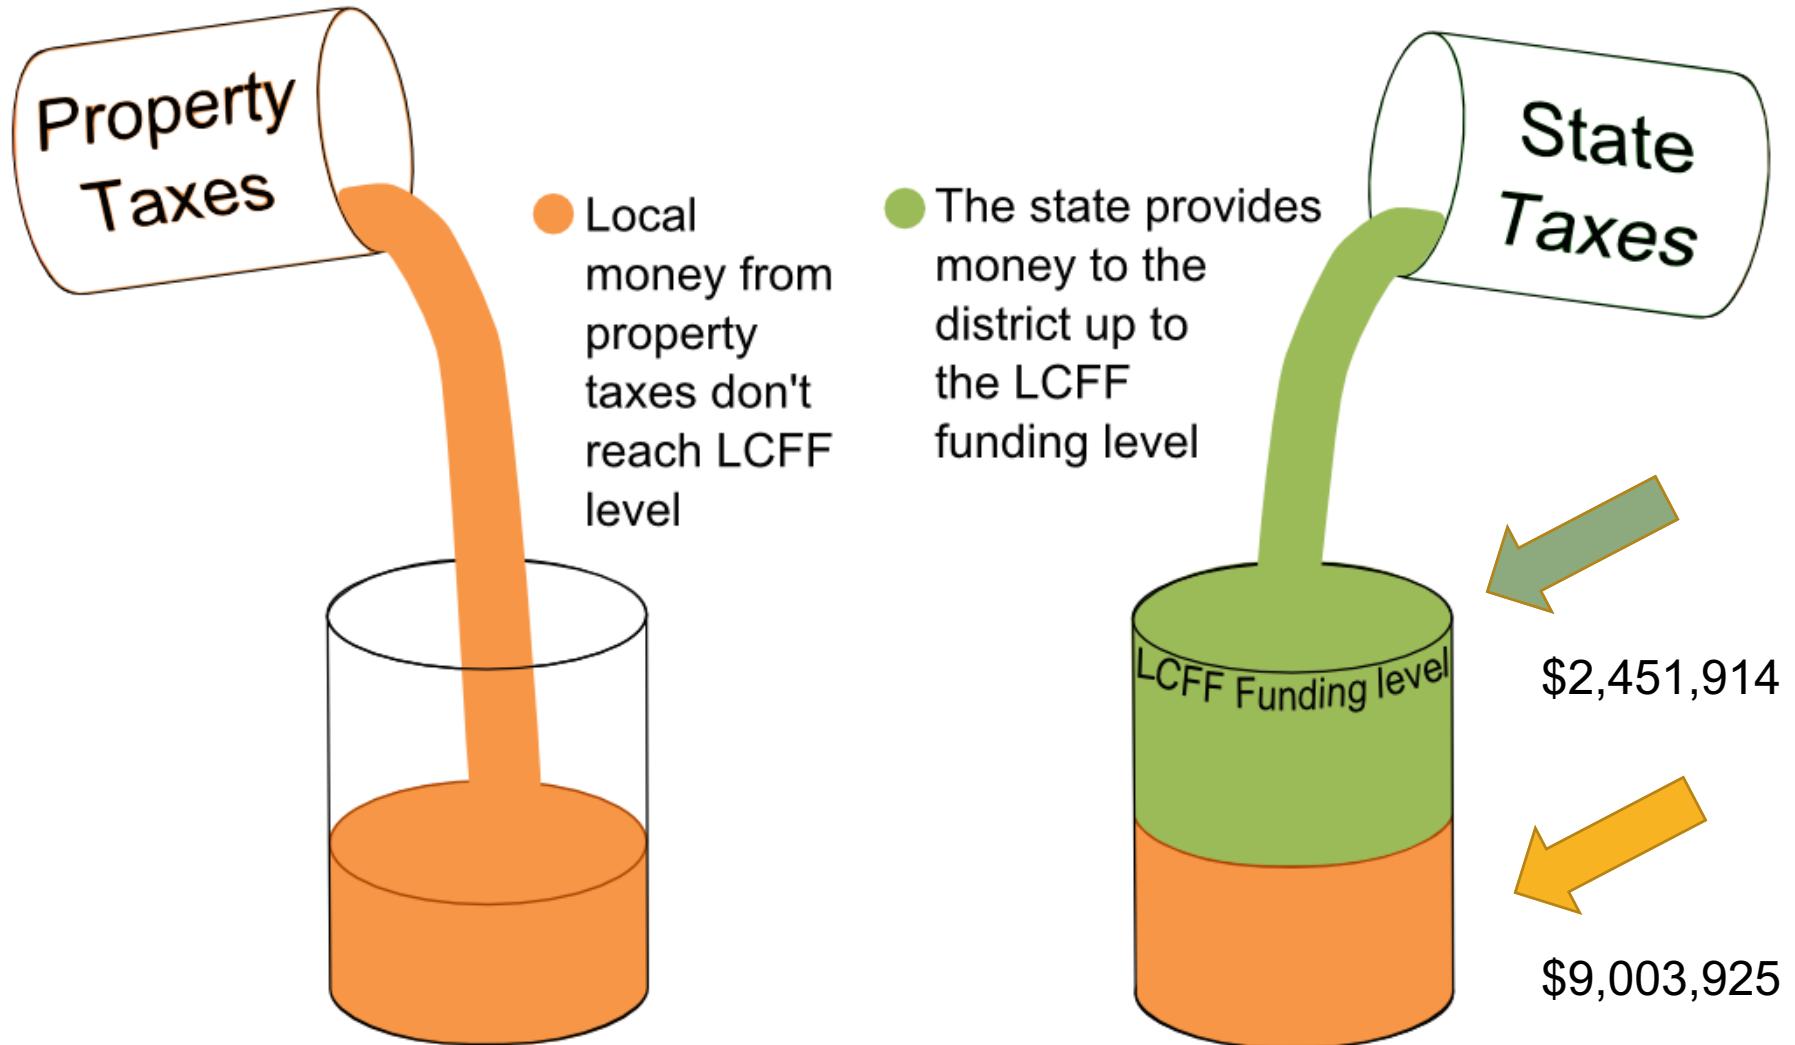 Property
Taxes
Local
money from
property
taxes don't
reach LCFF
level
The state provides
money to the
district up to
the LCFF
funding level
State
Taxes
LCFF Funding level
$2,451,914
$9,003,925